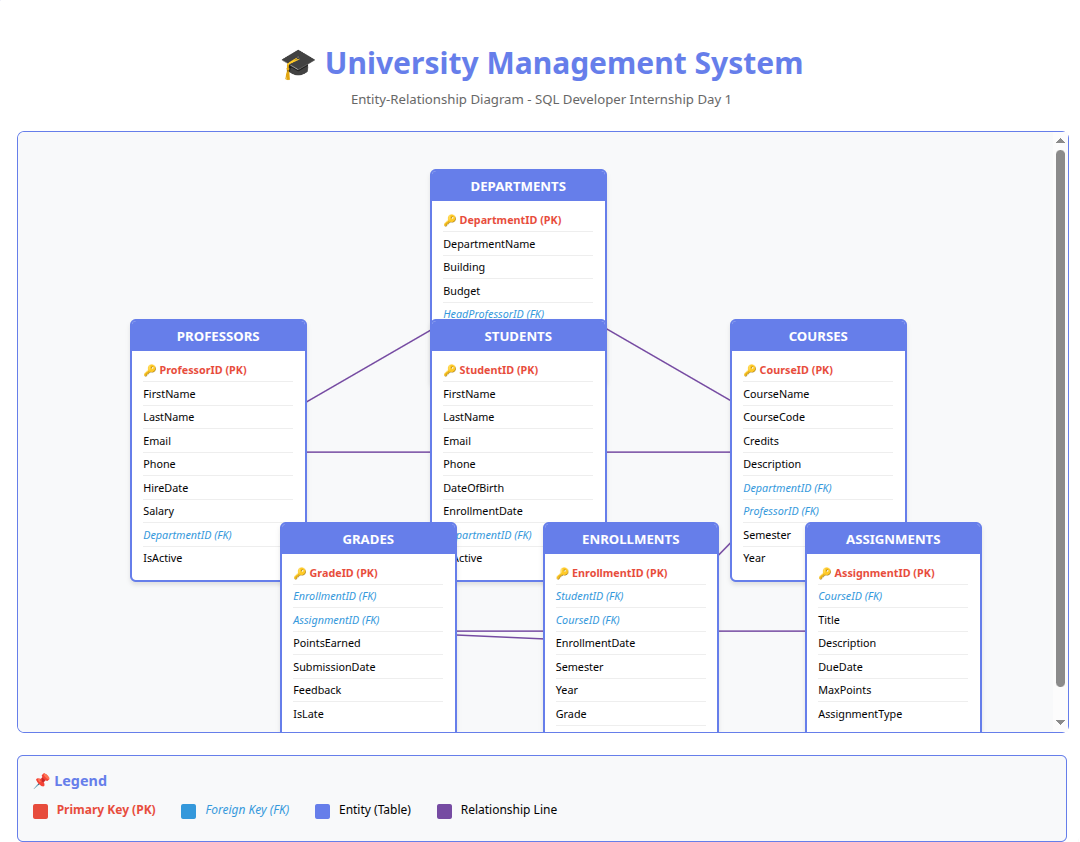 🎓 University Management System
Entity-Relationship Diagram - SQL Developer Internship Day 1
DEPARTMENTS
🔑 DepartmentID (PK)
DepartmentName
Building
Budget
HeadProfessorID (FK)
PROFESSORS
🔑 ProfessorID (PK)
FirstName
LastName
Email
Phone
HireDate
Salary
DepartmentID (FK)
IsActive
STUDENTS
🔑 StudentID (PK)
FirstName
LastName
Email
Phone
DateOfBirth
EnrollmentDate
partmentID (FK)
Active
COURSES
🔑 CourseID (PK)
CourseName
CourseCode
Credits
Description
DepartmentID (FK)
ProfessorID (FK)
Semester
Year
GRADES
🔑 GradeID (PK)
EnrollmentID (FK)
AssignmentID (FK)
PointsEarned
SubmissionDate
Feedback
IsLate
ENROLLMENTS
🔑 EnrollmentID (PK)
StudentID (FK)
CourseID (FK)
EnrollmentDate
Semester
Year
Grade
ASSIGNMENTS
🔑 AssignmentID (PK)
CourseID (FK)
Title
Description
DueDate
MaxPoints
AssignmentType
📌 Legend
Primary Key (PK)
Foreign Key (FK)
Entity (Table)
Relationship Line